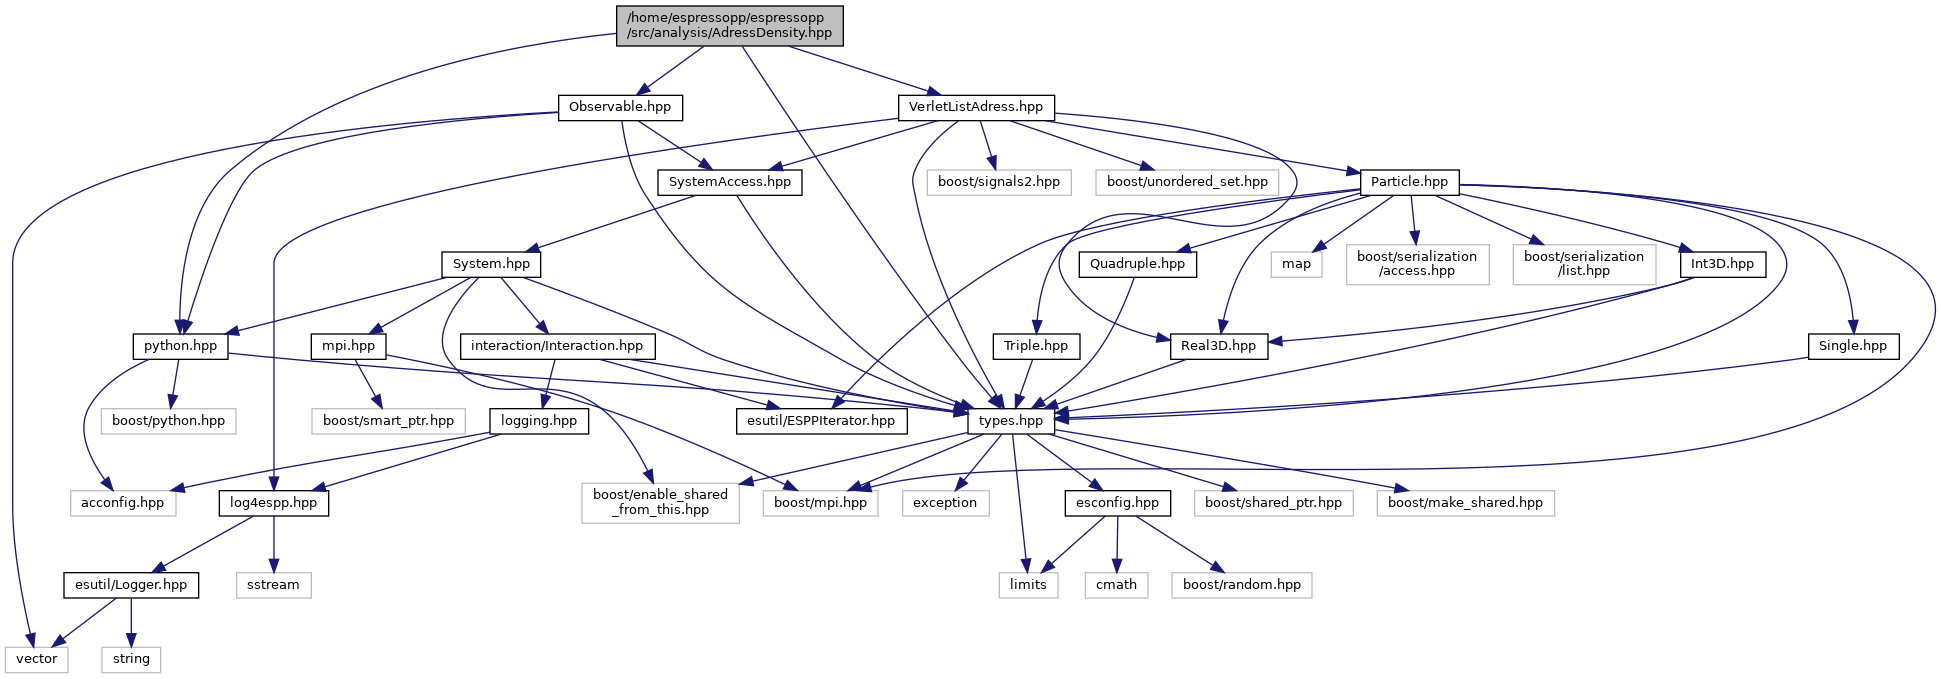 /home/espressopp/espressopp
/src/analysis/AdressDensity.hpp
Observable.hpp
VerletListAdress.hpp
SystemAccess.hpp
boost/signals2.hpp
boost/unordered_set.hpp
Particle.hpp
System.hpp
Quadruple.hpp
map
boost/serialization
/access.hpp
boost/serialization
/list.hpp
Int3D.hpp
python.hpp
mpi.hpp
interaction/Interaction.hpp
Triple.hpp
Real3D.hpp
Single.hpp
boost/python.hpp
boost/smart_ptr.hpp
logging.hpp
esutil/ESPPIterator.hpp
types.hpp
acconfig.hpp
log4espp.hpp
boost/enable_shared
_from_this.hpp
boost/mpi.hpp
exception
esconfig.hpp
boost/shared_ptr.hpp
boost/make_shared.hpp
esutil/Logger.hpp
sstream
limits
cmath
boost/random.hpp
vector
string